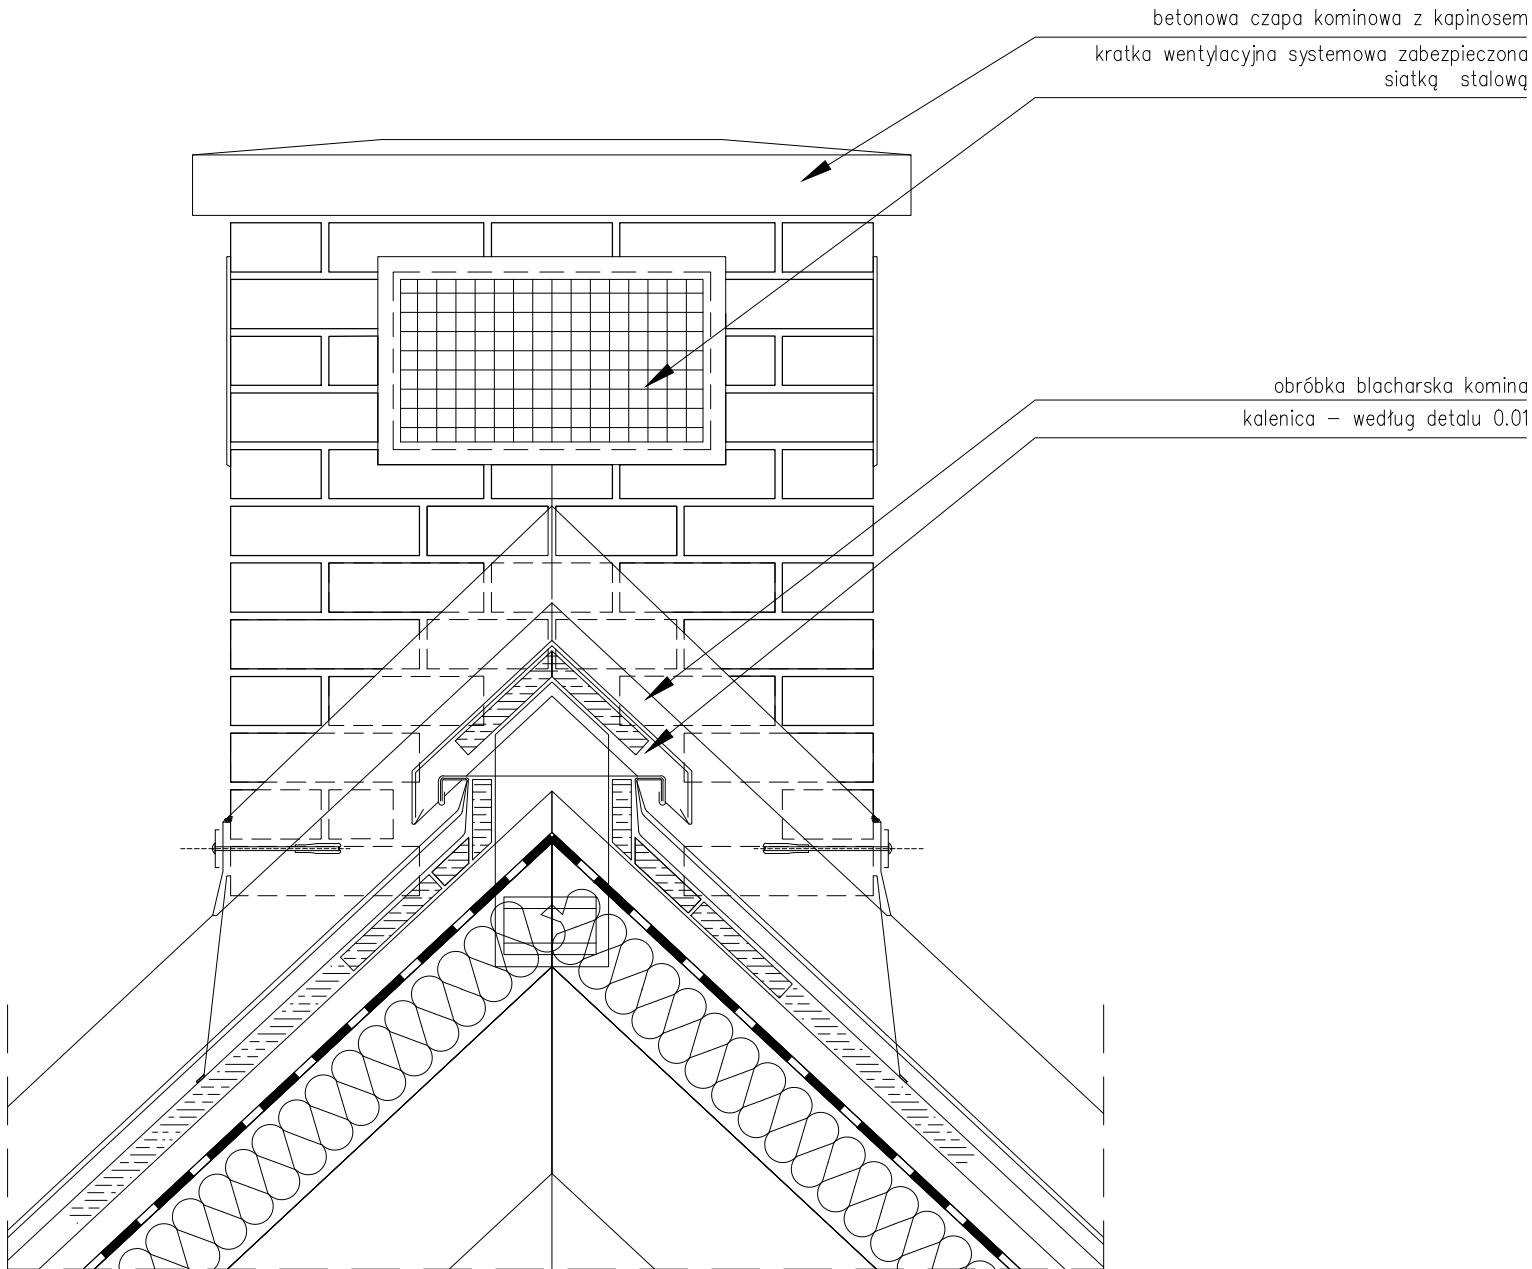 betonowa czapa kominowa z kapinosem
kratka wentylacyjna systemowa zabezpieczona
siatką stalową
obróbka blacharska komina
kalenica – według detalu 0.01